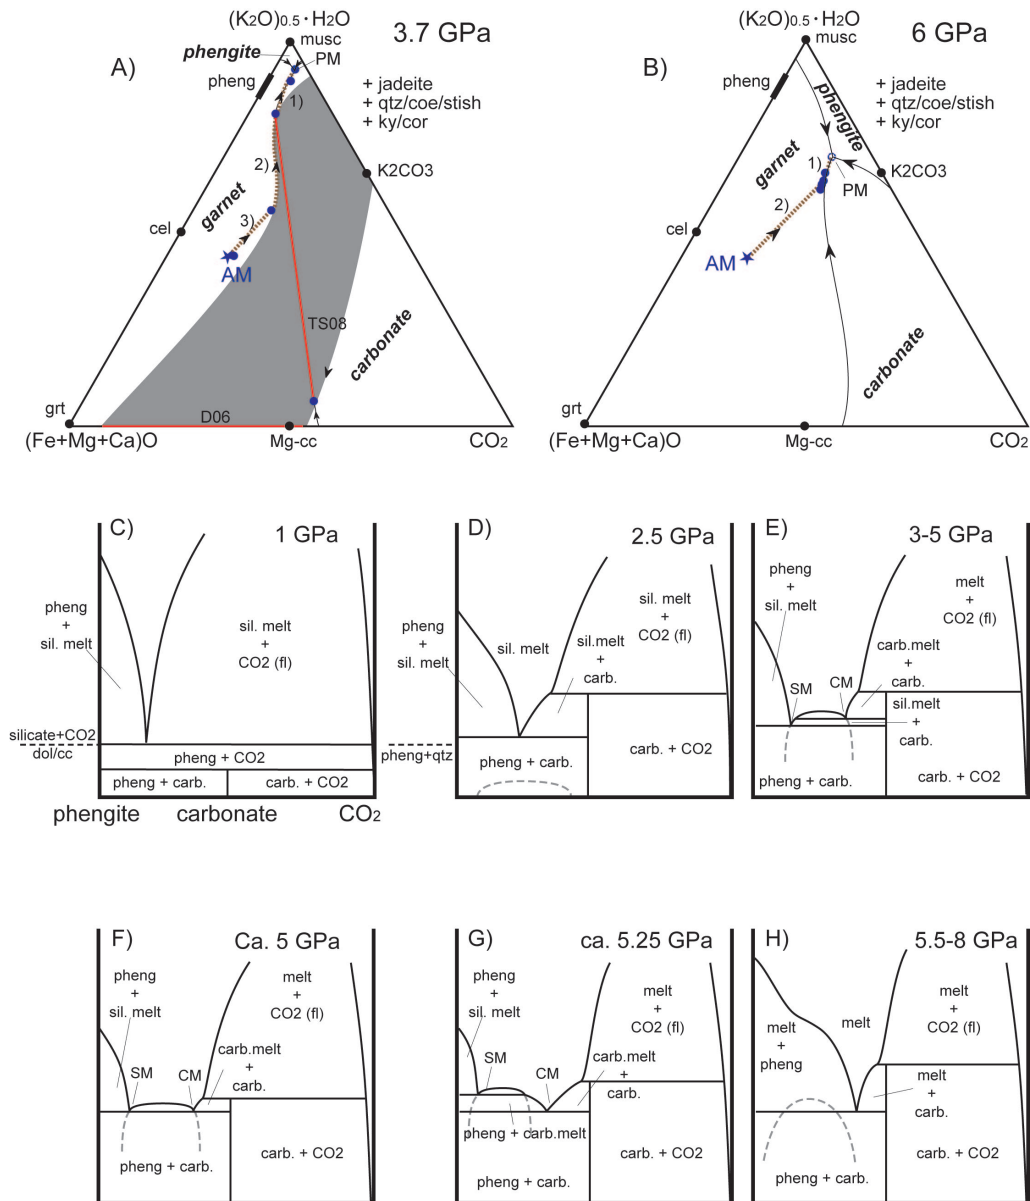 (K2O)0.5 · H2O
musc
3.7 GPa
A)
phengite
PM
pheng
+ jadeite
+ qtz/coe/stish
+ ky/cor
1)
K2CO3
2)
garnet
cel
3)
AM
TS08
carbonate
grt
D06
(Fe+Mg+Ca)O
Mg-cc
CO2
(K2O)0.5 · H2O
musc
6 GPa
B)
pheng
phengite
+ jadeite
+ qtz/coe/stish
+ ky/cor
K2CO3
garnet
1)
PM
2)
cel
AM
carbonate
grt
(Fe+Mg+Ca)O
Mg-cc
CO2
C)
1 GPa
pheng
+
sil. melt
sil. melt
+
CO2 (fl)
silicate+CO2
dol/cc
pheng + CO2
pheng + carb.
carb. + CO2
phengite
carbonate
CO2
D)
2.5 GPa
pheng
+
sil. melt
sil. melt
sil. melt
+
CO2 (fl)
sil.melt
+
carb.
pheng+qtz
pheng + carb.
carb. + CO2
E)
3-5 GPa
pheng
+
sil. melt
melt
+
CO2 (fl)
carb.melt
+
carb.
SM
CM
sil.melt
+
carb.
pheng + carb.
carb. + CO2
F)
Ca. 5 GPa
pheng
+
sil. melt
melt
+
CO2 (fl)
SM
CM
carb.melt
+
carb.
pheng + carb.
carb. + CO2
G)
ca. 5.25 GPa
pheng
+
sil. melt
melt
+
CO2 (fl)
SM
CM
carb.melt
+
carb.
pheng + carb.melt
pheng + carb.
carb. + CO2
H)
5.5-8 GPa
melt
+
pheng
melt
melt
+
CO2 (fl)
melt
+
carb.
pheng + carb.
carb. + CO2